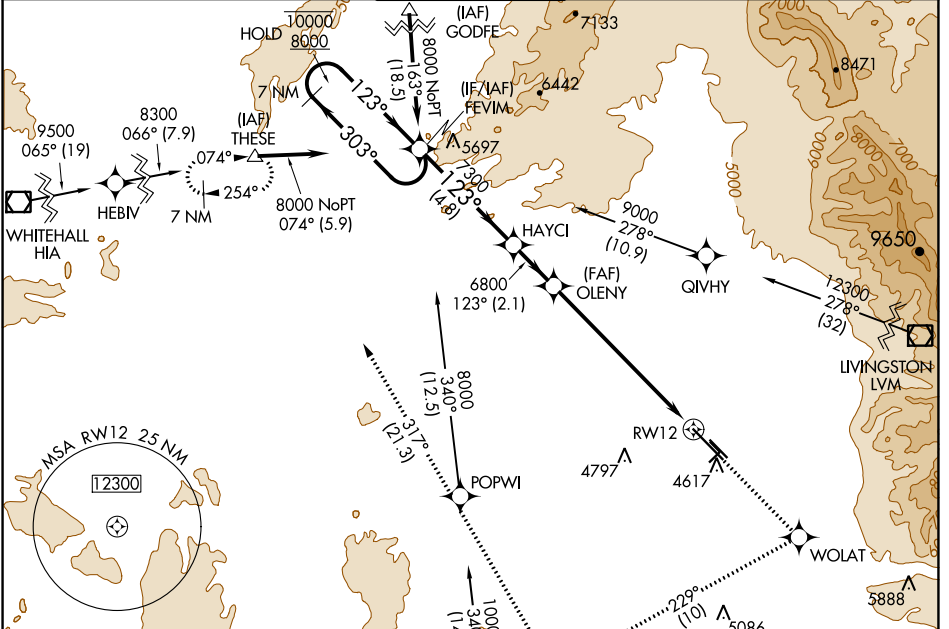 10000
8000
HOLD
7 NM
123°
303°
(IAF)
GODFE
8000 NoPT
163°
(18.5)
(IF/IAF)
FEVIM
5697
7133
6442
8471
9500
065° (19)
8300
066° (7.9)
(IAF)
THESE
074°
254°
7 NM
8000 NoPT
074° (5.9)
HEBIV
WHITEHALL
HIA
7300
123°
(4.8)
HAYCI
6800
123° (2.1)
(FAF)
OLENY
9000
278°
(10.9)
QIVHY
5000
8000
7000
9650
12300
278°
(32)
LIVINGSTON
LVM
8000
340°
(12.5)
317°
(21.3)
POPWI
RW12
4797
4617
WOLAT
MSA RW12 25 NM
12300
229°
(10)
5086
5888